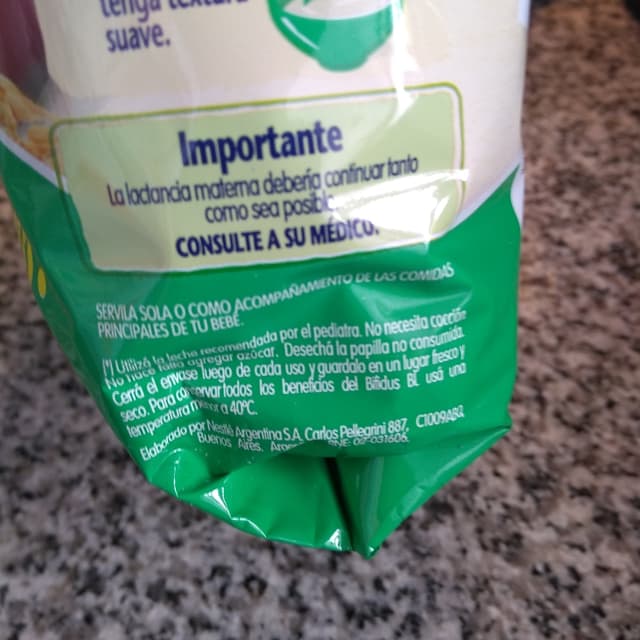 tenga textura
suave.
Importante
La lactancia materna debería continuar tanto
como sea posible.
CONSULTE A SU MÉDICO.
SERVILA SOLA O COMO ACOMPAÑAMIENTO DE LAS COMIDAS
PRINCIPALES DE TU BEBÉ.
(*) Utilizá la leche recomendada por el pediatra. No necesita cocción.
No hace falta agregar azúcar. Desechá la papilla no consumida.
Cerrá el envase luego de cada uso y guardalo en un lugar fresco y
seco. Para conservar todos los beneficios del Bifidus BL usá una
temperatura menor a 40ºC.
Elaborado por Nestlé Argentina S.A. Carlos Pellegrini 887, C1009ABQ,
Buenos Aires, RNE 02-031606.